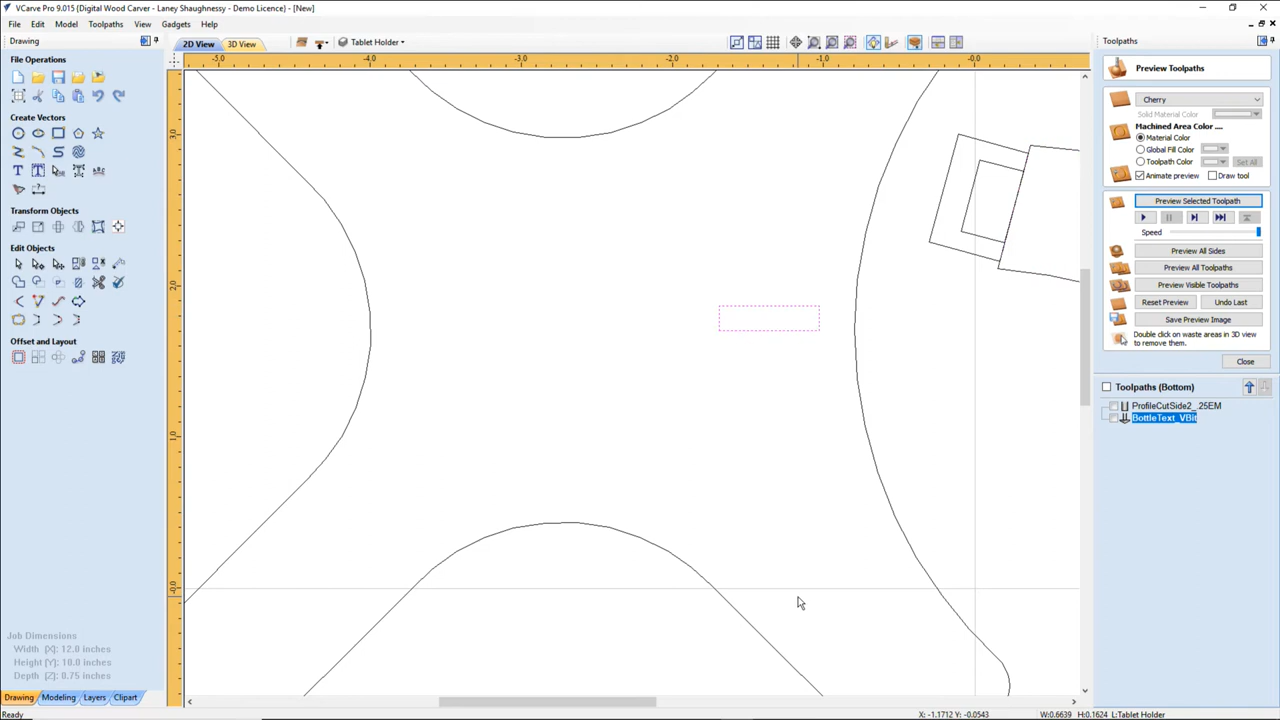 VCarve Pro 9.015 {Digital Wood Carver - Laney Shaughnessy - Demo Licence} - [New]
File Edit Model Toolpaths View Gadgets Help
Drawing
2D View 3D View Tablet Holder
Toolpaths
File Operations
Create Vectors
Transform Objects
Edit Objects
Offset and Layout
Job Dimensions
Width [X]: 12.0 inches
Height [Y]: 10.0 inches
Depth [Z]: 0.75 inches
Drawing Modeling Layers Clipart
Ready
-5.0 -4.0 -3.0 -2.0 -1.0 -0.0
3.0
2.0
1.0
-0.0
Preview Toolpaths
Cherry
Solid Material Color
Machined Area Color ....
Material Color
Global Fill Color
Toolpath Color Set All
Animate preview Draw tool
Preview Selected Toolpath
Speed
Preview All Sides
Preview All Toolpaths
Preview Visible Toolpaths
Reset Preview Undo Last
Save Preview Image
Double click on waste areas in 3D view
to remove them.
Close
Toolpaths (Bottom)
ProfileCutSide2_.25EM
BottleText_VBit
X: -1.1712 Y: -0.0543 W:0.6639 H:0.1624 L:Tablet Holder